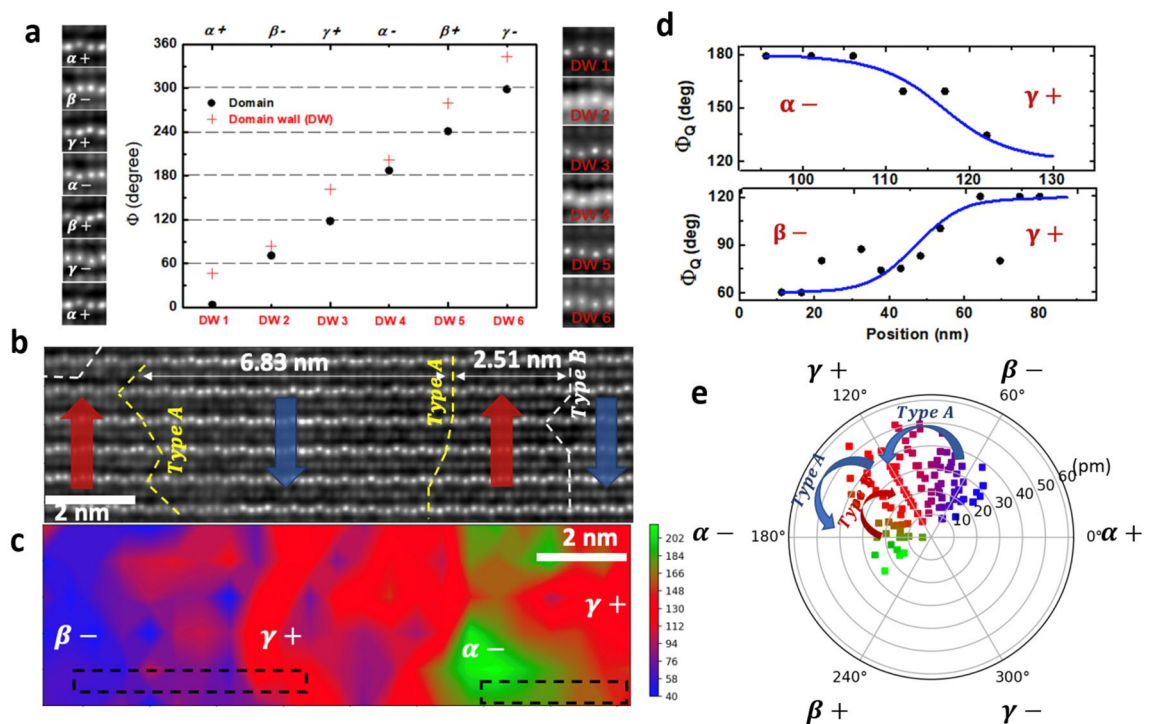 a
α+
β−
γ+
α−
β+
γ−
α+
α+ β− γ+ α− β+ γ−
360
300
240
180
120
60
0
Φ (degree)
Domain
Domain wall (DW)
DW 1 DW 2 DW 3 DW 4 DW 5 DW 6
DW 1
DW 2
DW 3
DW 4
DW 5
DW 6
d
180
160
140
120
Φ_Q (deg)
α−
γ+
100 110 120 130
120
100
80
60
Φ_Q (deg)
β−
γ+
0 20 40 60 80
Position (nm)
b
6.83 nm
2.51 nm
Type A
Type A
Type B
2 nm
c
2 nm
β−
γ+
α−
γ+
202
184
166
148
130
112
94
76
58
40
e
γ+
β−
120°
60°
Type A
Type A
(pm)
60
50
40
30
20
10
α−
180°
0°
α+
240°
300°
β+
γ−